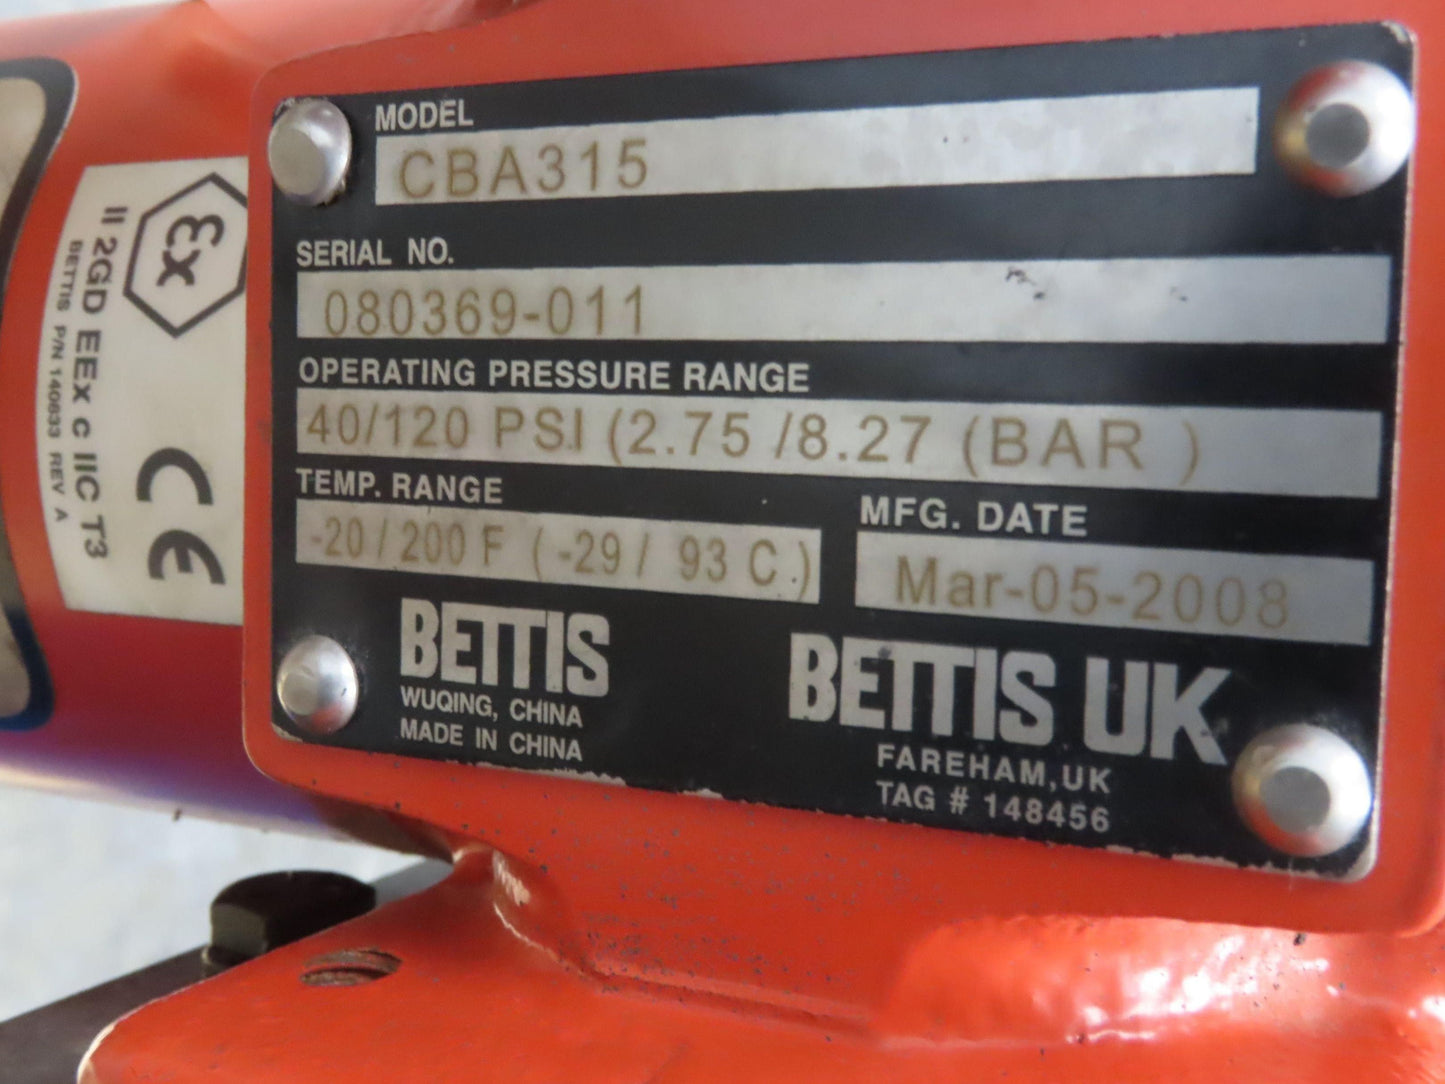 MODEL
CBA315
SERIAL NO.
080369-011
OPERATING PRESSURE RANGE
40/120 PSI (2.75 /8.27 (BAR )
TEMP. RANGE
-20 / 200 F ( -29 / 93 C )
MFG. DATE
Mar-05-2008
BETTIS
WUQING, CHINA
MADE IN CHINA
BETTIS UK
FAREHAM, UK
TAG # 148456
Ex
II 2GD EEx c IIC T3
BETTIS P/N 140833 REV A
CE